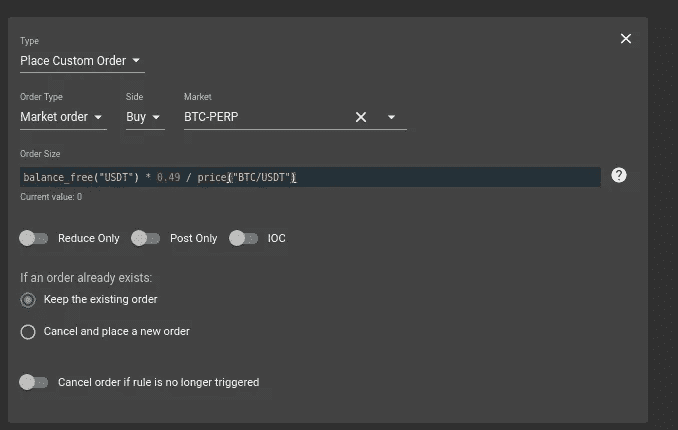 Type
Place Custom Order
Order Type Side Market
Market order Buy BTC-PERP
Order Size
balance_free("USDT") * 0.49 / price("BTC/USDT")
Current value: 0
Reduce Only Post Only IOC
If an order already exists:
Keep the existing order
Cancel and place a new order
Cancel order if rule is no longer triggered